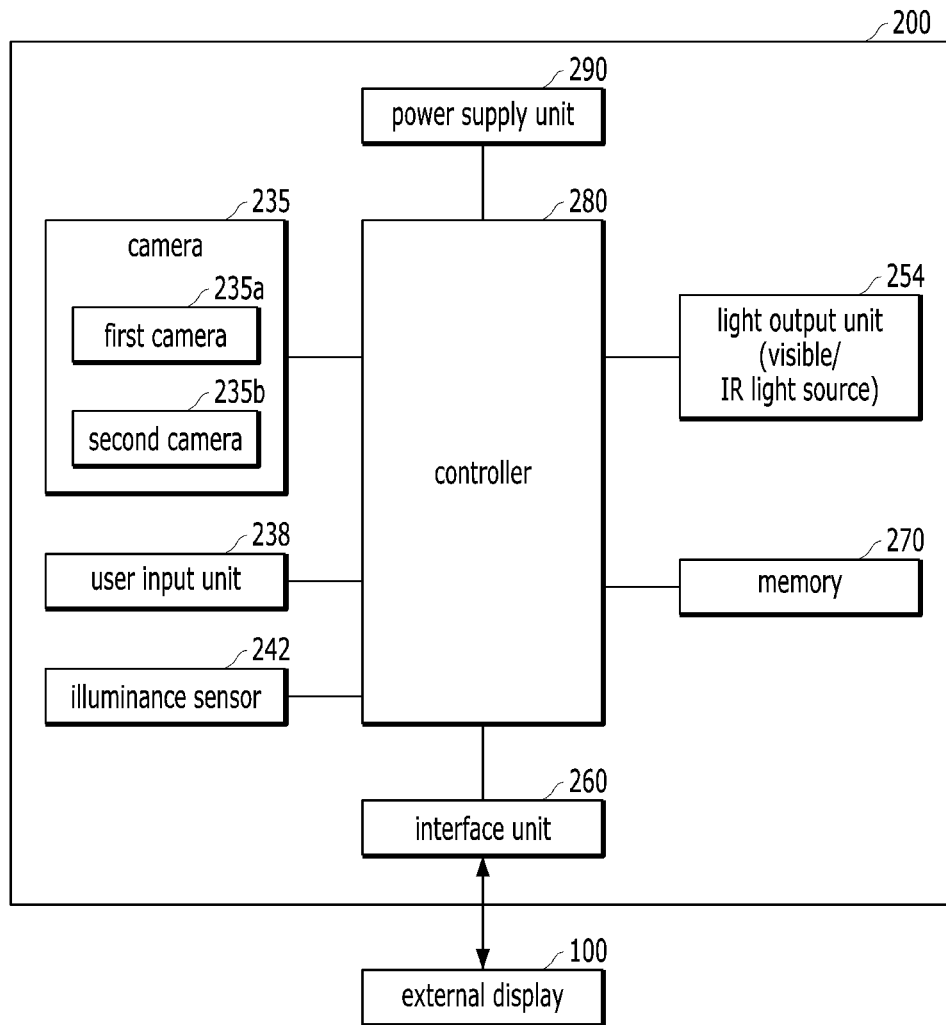 200
290
power supply unit
235
camera
235a
first camera
235b
second camera
280
controller
254
light output unit
(visible/
IR light source)
238
user input unit
270
memory
242
illuminance sensor
260
interface unit
100
external display